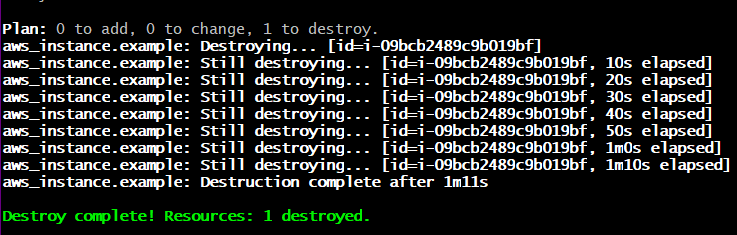 Plan: 0 to add, 0 to change, 1 to destroy.
aws_instance.example: Destroying... [id=i-09bcb2489c9b019bf]
aws_instance.example: Still destroying... [id=i-09bcb2489c9b019bf, 10s elapsed]
aws_instance.example: Still destroying... [id=i-09bcb2489c9b019bf, 20s elapsed]
aws_instance.example: Still destroying... [id=i-09bcb2489c9b019bf, 30s elapsed]
aws_instance.example: Still destroying... [id=i-09bcb2489c9b019bf, 40s elapsed]
aws_instance.example: Still destroying... [id=i-09bcb2489c9b019bf, 50s elapsed]
aws_instance.example: Still destroying... [id=i-09bcb2489c9b019bf, 1m0s elapsed]
aws_instance.example: Still destroying... [id=i-09bcb2489c9b019bf, 1m10s elapsed]
aws_instance.example: Destruction complete after 1m11s
Destroy complete! Resources: 1 destroyed.